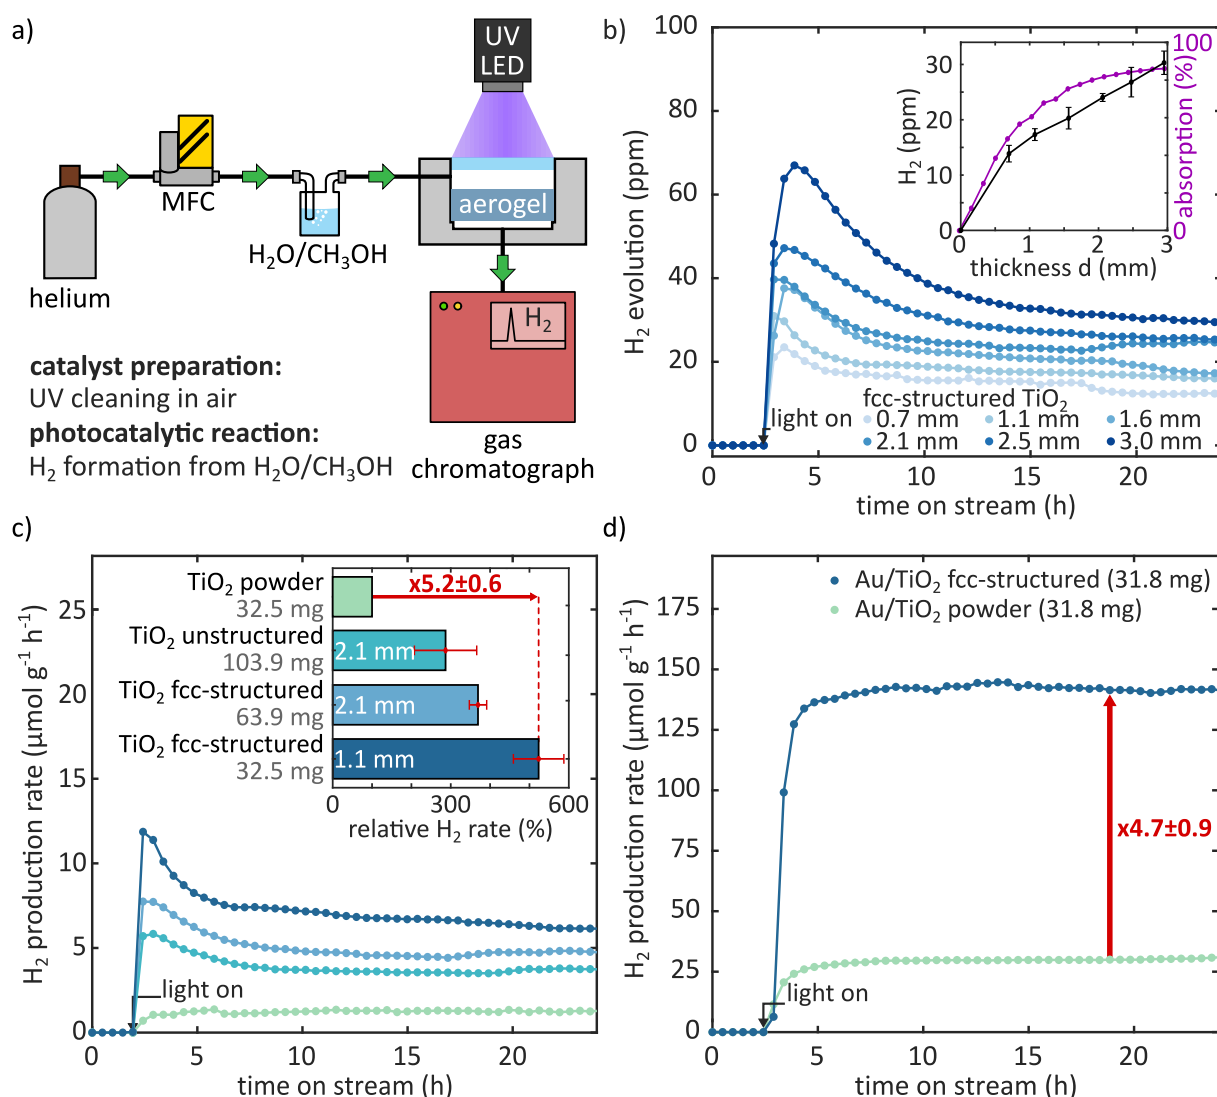 a)
UV
LED
MFC
aerogel
H₂O/CH₃OH
helium
H₂
catalyst preparation:
UV cleaning in air
photocatalytic reaction:
H₂ formation from H₂O/CH₃OH
gas
chromatograph
b)
H₂ evolution (ppm)
100
80
60
40
20
0
0 5 10 15 20
time on stream (h)
light on
fcc-structured TiO₂
0.7 mm 1.1 mm 1.6 mm
2.1 mm 2.5 mm 3.0 mm
H₂ (ppm)
30
20
10
0
0 1 2 3
thickness d (mm)
100
0
absorption (%)
c)
H₂ production rate (µmol g⁻¹ h⁻¹)
25
20
15
10
5
0
0 5 10 15 20
time on stream (h)
light on
TiO₂ powder
32.5 mg
x5.2±0.6
TiO₂ unstructured
103.9 mg
2.1 mm
TiO₂ fcc-structured
63.9 mg
2.1 mm
TiO₂ fcc-structured
32.5 mg
1.1 mm
0 300 600
relative H₂ rate (%)
d)
H₂ production rate (µmol g⁻¹ h⁻¹)
175
150
125
100
75
50
25
0
0 5 10 15 20
time on stream (h)
light on
Au/TiO₂ fcc-structured (31.8 mg)
Au/TiO₂ powder (31.8 mg)
x4.7±0.9